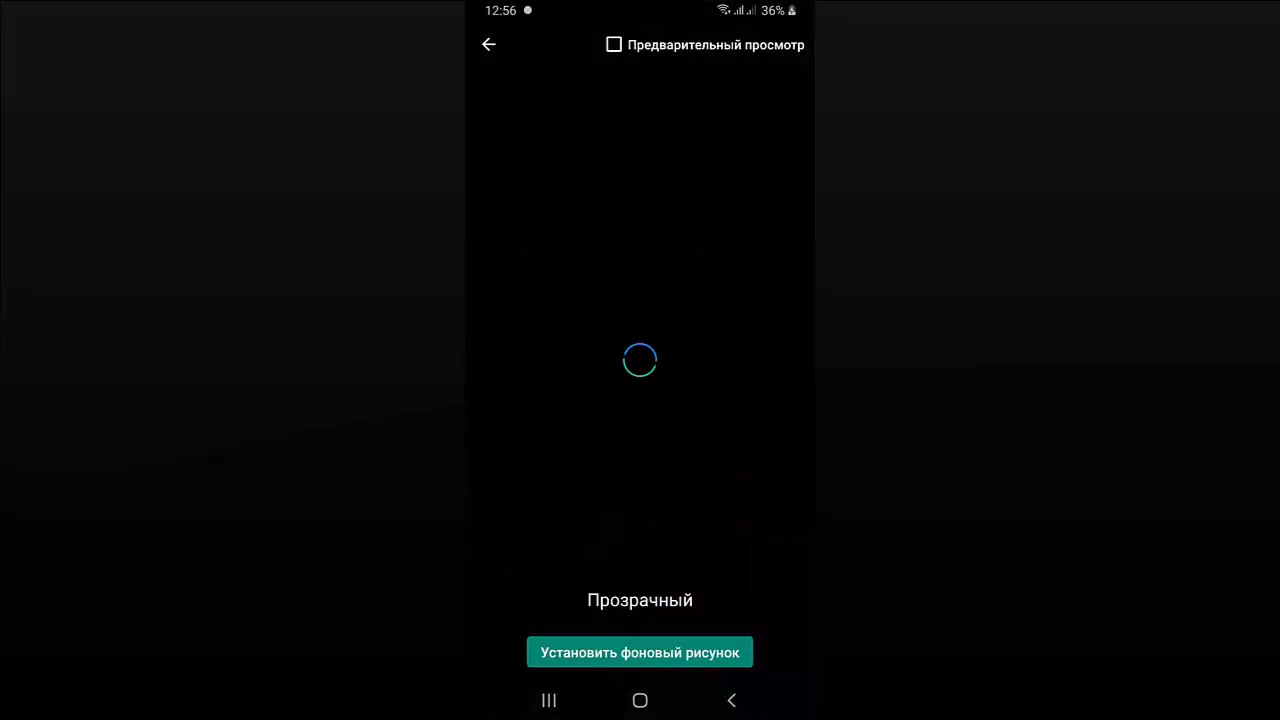 12:56 36%
Предварительный просмотр
Прозрачный
Установить фоновый рисунок